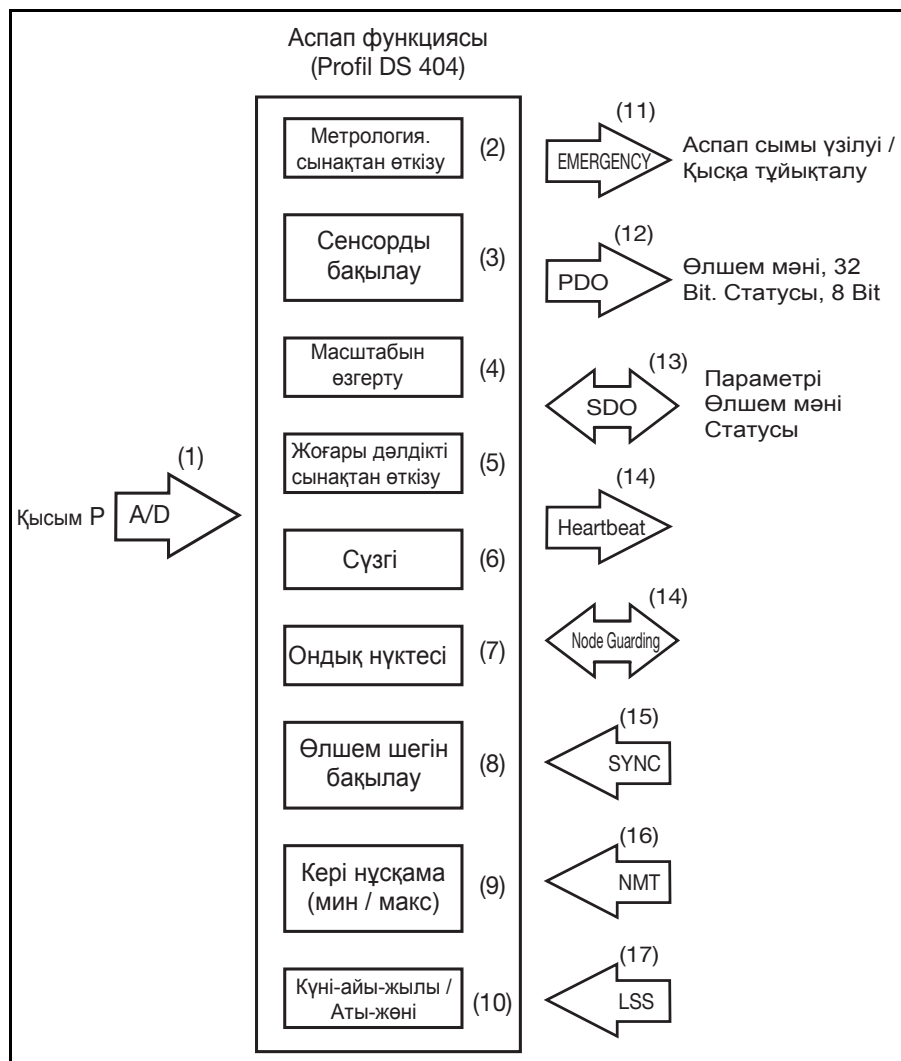 Аспап функциясы
(Profil DS 404)
Метрология.
сынақтан өткізу
(2)
Сенсорды
бақылау
(3)
Масштабын
өзгерту
(4)
Жоғары дәлдікті
сынақтан өткізу
(5)
Сүзгі
(6)
Ондық нүктесі
(7)
Өлшем шегін
бақылау
(8)
Кері нұсқама
(мин / макс)
(9)
Күні-айы-жылы /
Аты-жөні
(10)
(1)
Қысым P
A/D
(11)
EMERGENCY
Аспап сымы үзілуі /
Қысқа тұйықталу
(12)
PDO
Өлшем мәні, 32
Bit. Статусы, 8 Bit
(13)
SDO
Параметрі
Өлшем мәні
Статусы
(14)
Heartbeat
(14)
Node Guarding
(15)
SYNC
(16)
NMT
(17)
LSS